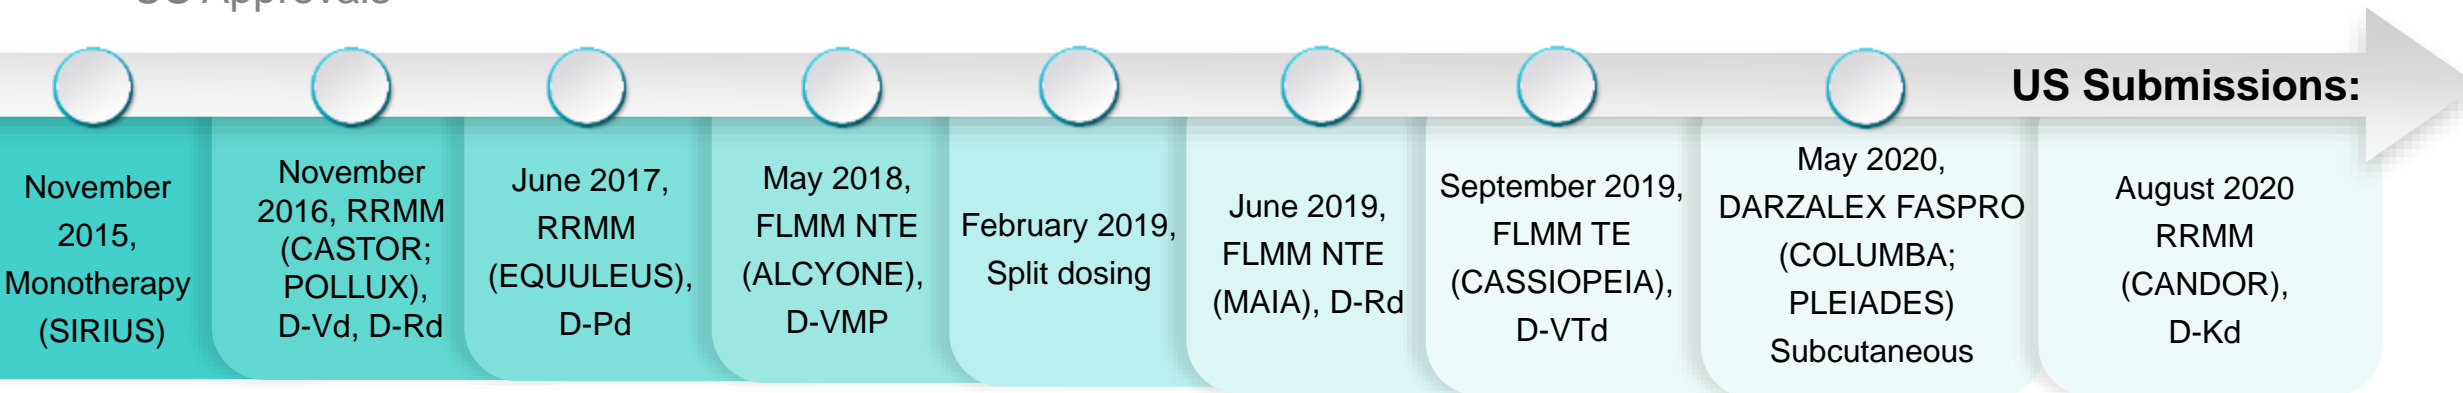 US Approvals
US Submissions:
November
2015,
Monotherapy
(SIRIUS)
November
2016, RRMM
(CASTOR;
POLLUX),
D-Vd, D-Rd
June 2017,
RRMM
(EQUULEUS),
D-Pd
May 2018,
FLMM NTE
(ALCYONE),
D-VMP
February 2019,
Split dosing
June 2019,
FLMM NTE
(MAIA), D-Rd
September 2019,
FLMM TE
(CASSIOPEIA),
D-VTd
May 2020,
DARZALEX FASPRO
(COLUMBA;
PLEIADES)
Subcutaneous
August 2020
RRMM
(CANDOR),
D-Kd